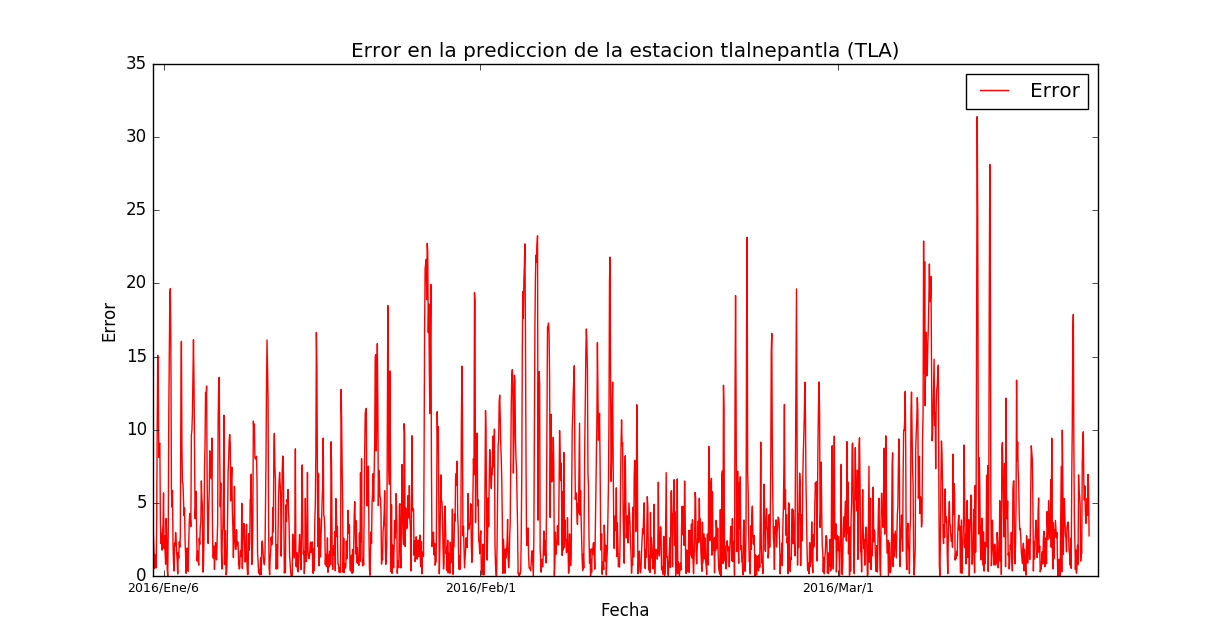 Error en la prediccion de la estacion tlalnepantla (TLA)
Error
35
30
25
20
15
10
5
0
Error
2016/Ene/6
2016/Feb/1
2016/Mar/1
Fecha